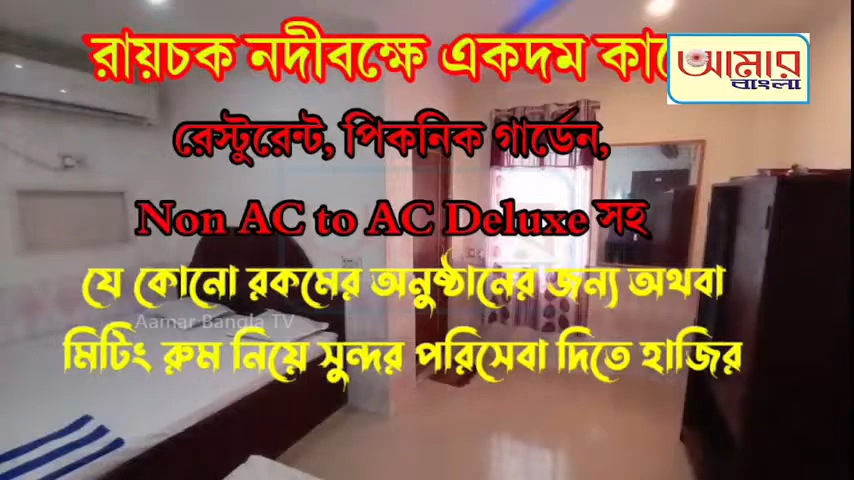 রায়চক নদীবক্ষে একদম
আমার
বাংলা
রেস্টুরেন্ট, পিকনিক গার্ডেন,
Non AC to AC Deluxe সহ
যে কোনো রকমের অনুষ্ঠানের জন্য অথবা
Aamar Bangla TV
মিটিং রুম নিয়ে সুন্দর পরিসেবা দিতে হাজির